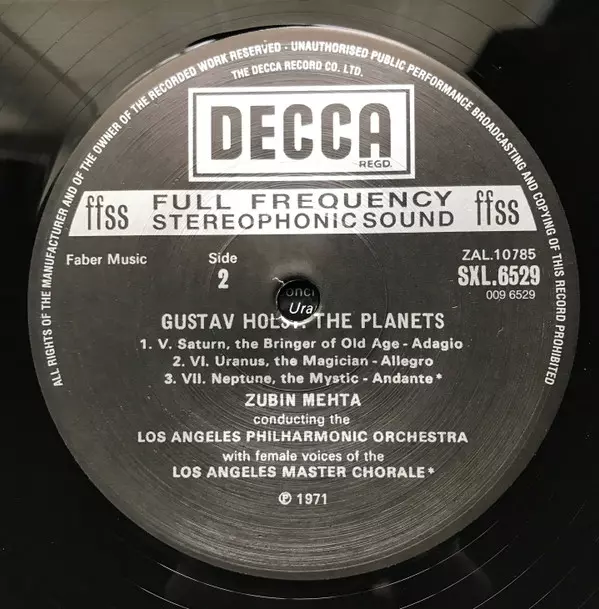 ALL RIGHTS OF THE MANUFACTURER AND OF THE OWNER OF THE RECORDED WORK RESERVED - UNAUTHORISED PUBLIC PERFORMANCE BROADCASTING AND COPYING OF THIS RECORD PROHIBITED
THE DECCA RECORD CO. LTD.
DECCA
REGD.
ffss FULL FREQUENCY STEREOPHONIC SOUND ffss
Faber Music
Side
2
ZAL.10785
SXL.6529
009 6529
Ura
GUSTAV THE PLANETS
1. V. Saturn, the Bringer of Old Age - Adagio
2. VI. Uranus, the Magician - Allegro
3. VII. Neptune, the Mystic - Andante*
ZUBIN MEHTA
conducting the
LOS ANGELES PHILHARMONIC ORCHESTRA
with female voices of the
LOS ANGELES MASTER CHORALE*
℗ 1971